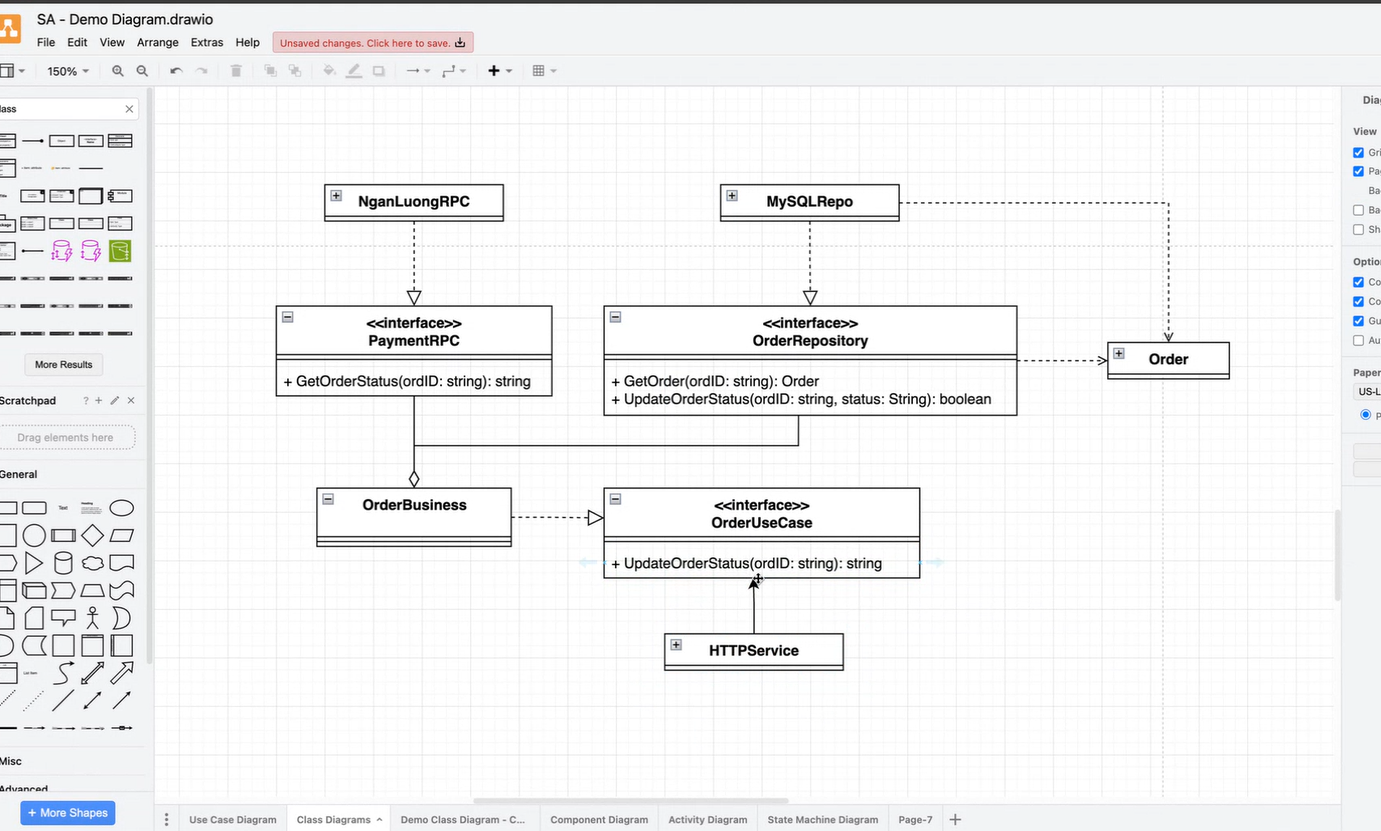 SA - Demo Diagram.drawio
File Edit View Arrange Extras Help
Unsaved changes. Click here to save.
150%
lass
NganLuongRPC
MySQLRepo
<<interface>>
PaymentRPC
+ GetOrderStatus(ordID: string): string
<<interface>>
OrderRepository
+ GetOrder(ordID: string): Order
+ UpdateOrderStatus(ordID: string, status: String): boolean
Order
OrderBusiness
<<interface>>
OrderUseCase
+ UpdateOrderStatus(ordID: string): string
HTTPService
More Results
Scratchpad
? +
Drag elements here
General
Text
Misc
Advanced
+ More Shapes
Use Case Diagram
Class Diagrams
Demo Class Diagram - C...
Component Diagram
Activity Diagram
State Machine Diagram
Page-7
Dia
View
Gri
Pa
Ba
Ba
Sh
Optio
Co
Co
Gu
Au
Paper
US-L
P